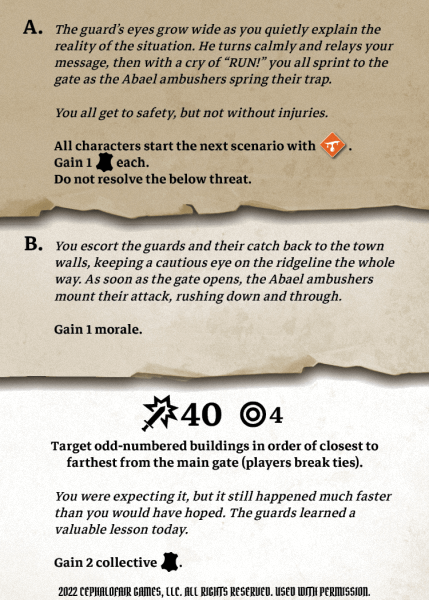 A. The guard's eyes grow wide as you quietly explain the
reality of the situation. He turns calmly and relays your
message, then with a cry of “RUN!” you all sprint to the
gate as the Abael ambushers spring their trap.
You all get to safety, but not without injuries.
All characters start the next scenario with .
Gain 1 each.
Do not resolve the below threat.
B. You escort the guards and their catch back to the town
walls, keeping a cautious eye on the ridgeline the whole
way. As soon as the gate opens, the Abael ambushers
mount their attack, rushing down and through.
Gain 1 morale.
40 4
Target odd-numbered buildings in order of closest to
farthest from the main gate (players break ties).
You were expecting it, but it still happened much faster
than you would have hoped. The guards learned a
valuable lesson today.
Gain 2 collective .
2022 CEPHALOFAIR GAMES, LLC. ALL RIGHTS RESERVED. USED WITH PERMISSION.